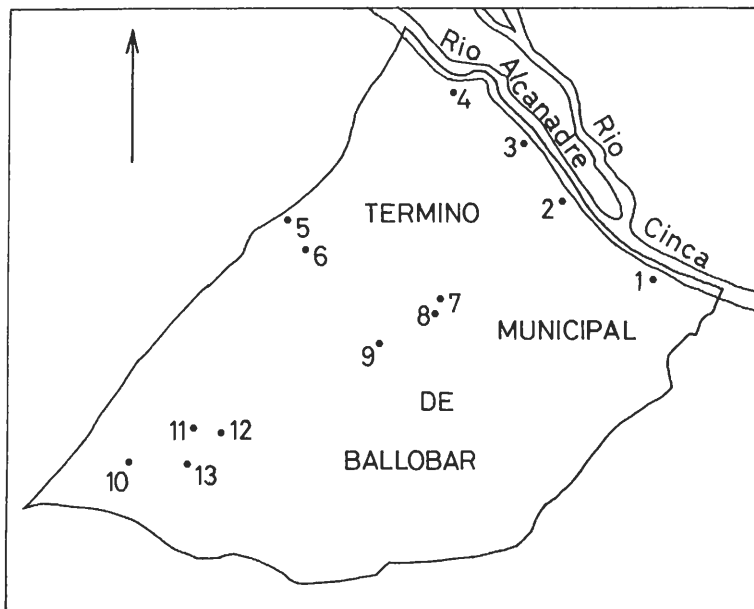 Rio Alcanadre
Rio Cinca
4
3
TERMINO
2
5
6
1
7
8
MUNICIPAL
9
DE
11
12
BALLOBAR
10
13